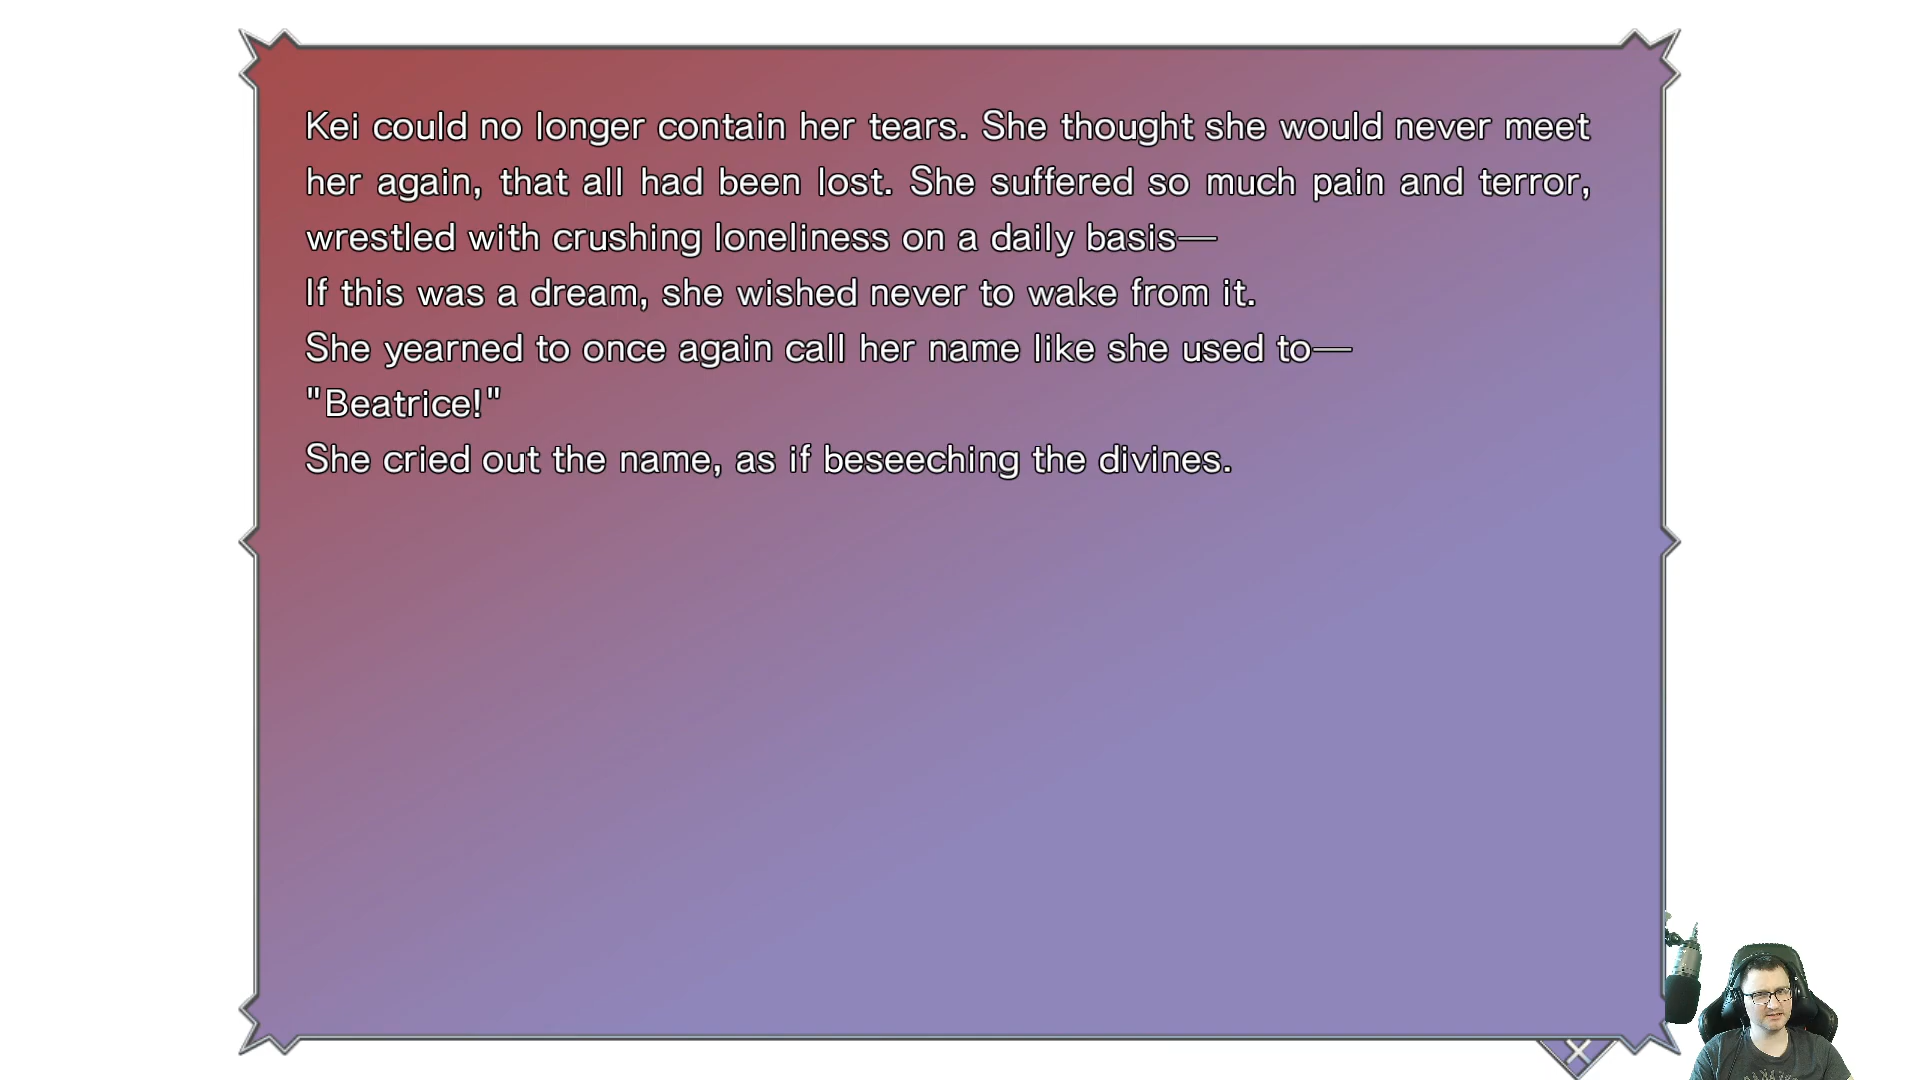 Kei could no longer contain her tears. She thought she would never meet
her again, that all had been lost. She suffered so much pain and terror,
wrestled with crushing loneliness on a daily basis—
If this was a dream, she wished never to wake from it.
She yearned to once again call her name like she used to—
"Beatrice!"
She cried out the name, as if beseeching the divines.